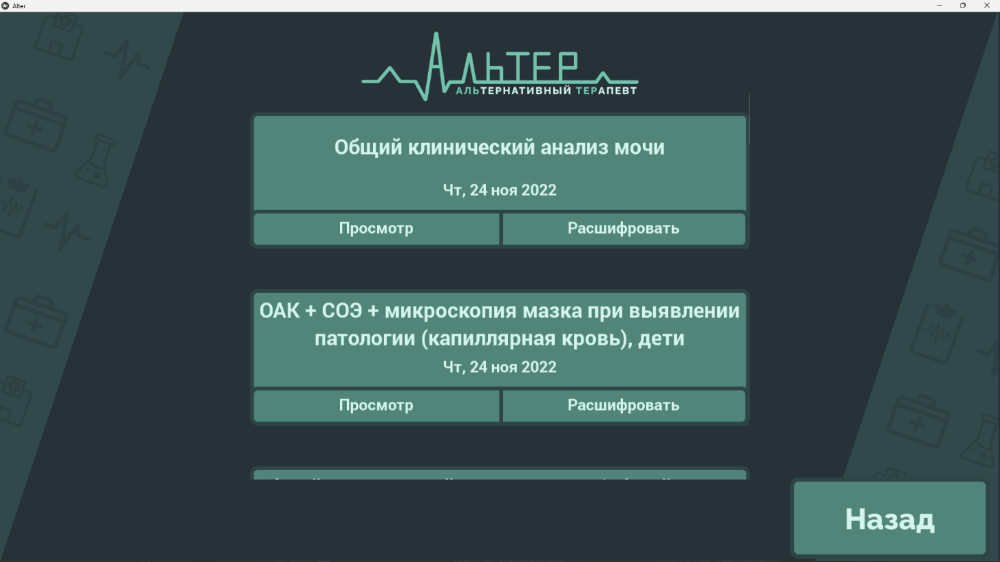 Alter
Альтер
АЛЬТЕРНАТИВНЫЙ ТЕРАПЕВТ
Общий клинический анализ мочи
Чт, 24 ноя 2022
Просмотр
Расшифровать
ОАК + СОЭ + микроскопия мазка при выявлении
патологии (капиллярная кровь), дети
Чт, 24 ноя 2022
Просмотр
Расшифровать
Назад